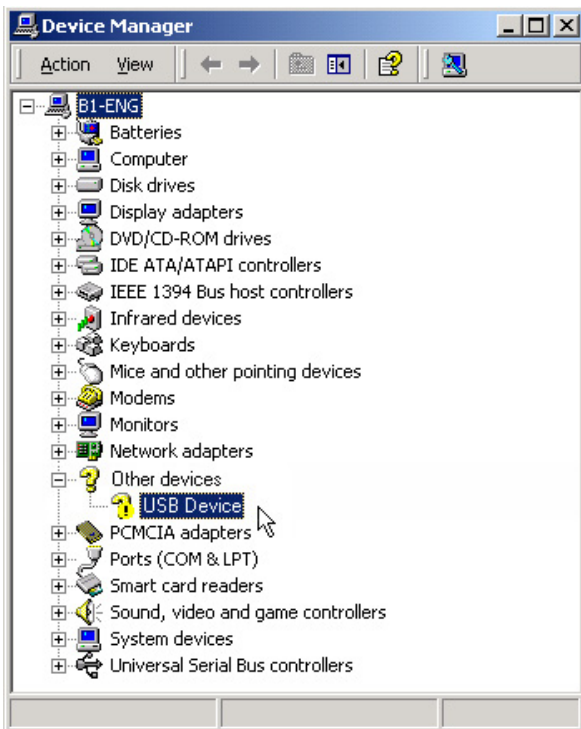 Device Manager
Action View
B1-ENG
Batteries
Computer
Disk drives
Display adapters
DVD/CD-ROM drives
IDE ATA/ATAPI controllers
IEEE 1394 Bus host controllers
Infrared devices
Keyboards
Mice and other pointing devices
Modems
Monitors
Network adapters
Other devices
USB Device
PCMCIA adapters
Ports (COM & LPT)
Smart card readers
Sound, video and game controllers
System devices
Universal Serial Bus controllers